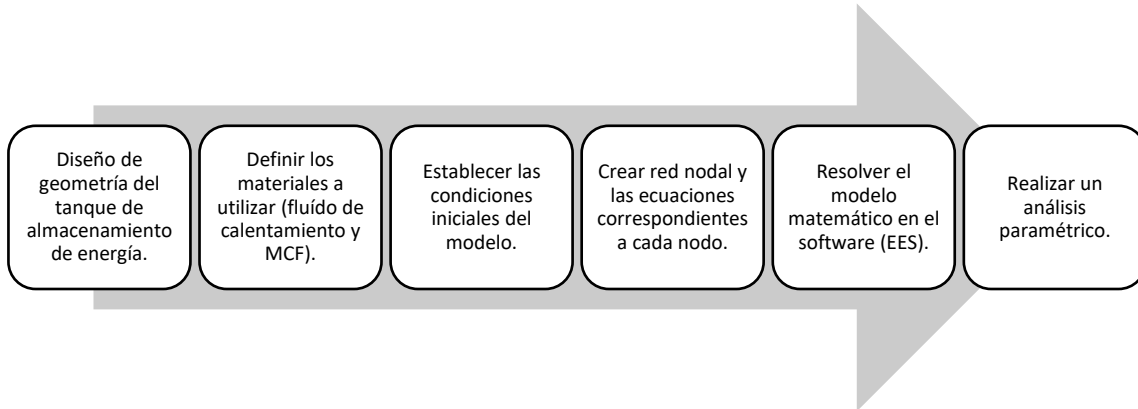 Diseño de
geometría del
tanque de
almacenamiento
de energía.
Definir los
materiales a
utilizar (fluído de
calentamiento y
MCF).
Establecer las
condiciones
iniciales del
modelo.
Crear red nodal y
las ecuaciones
correspondientes
a cada nodo.
Resolver el
modelo
matemático en el
software (EES).
Realizar un
análisis
paramétrico.